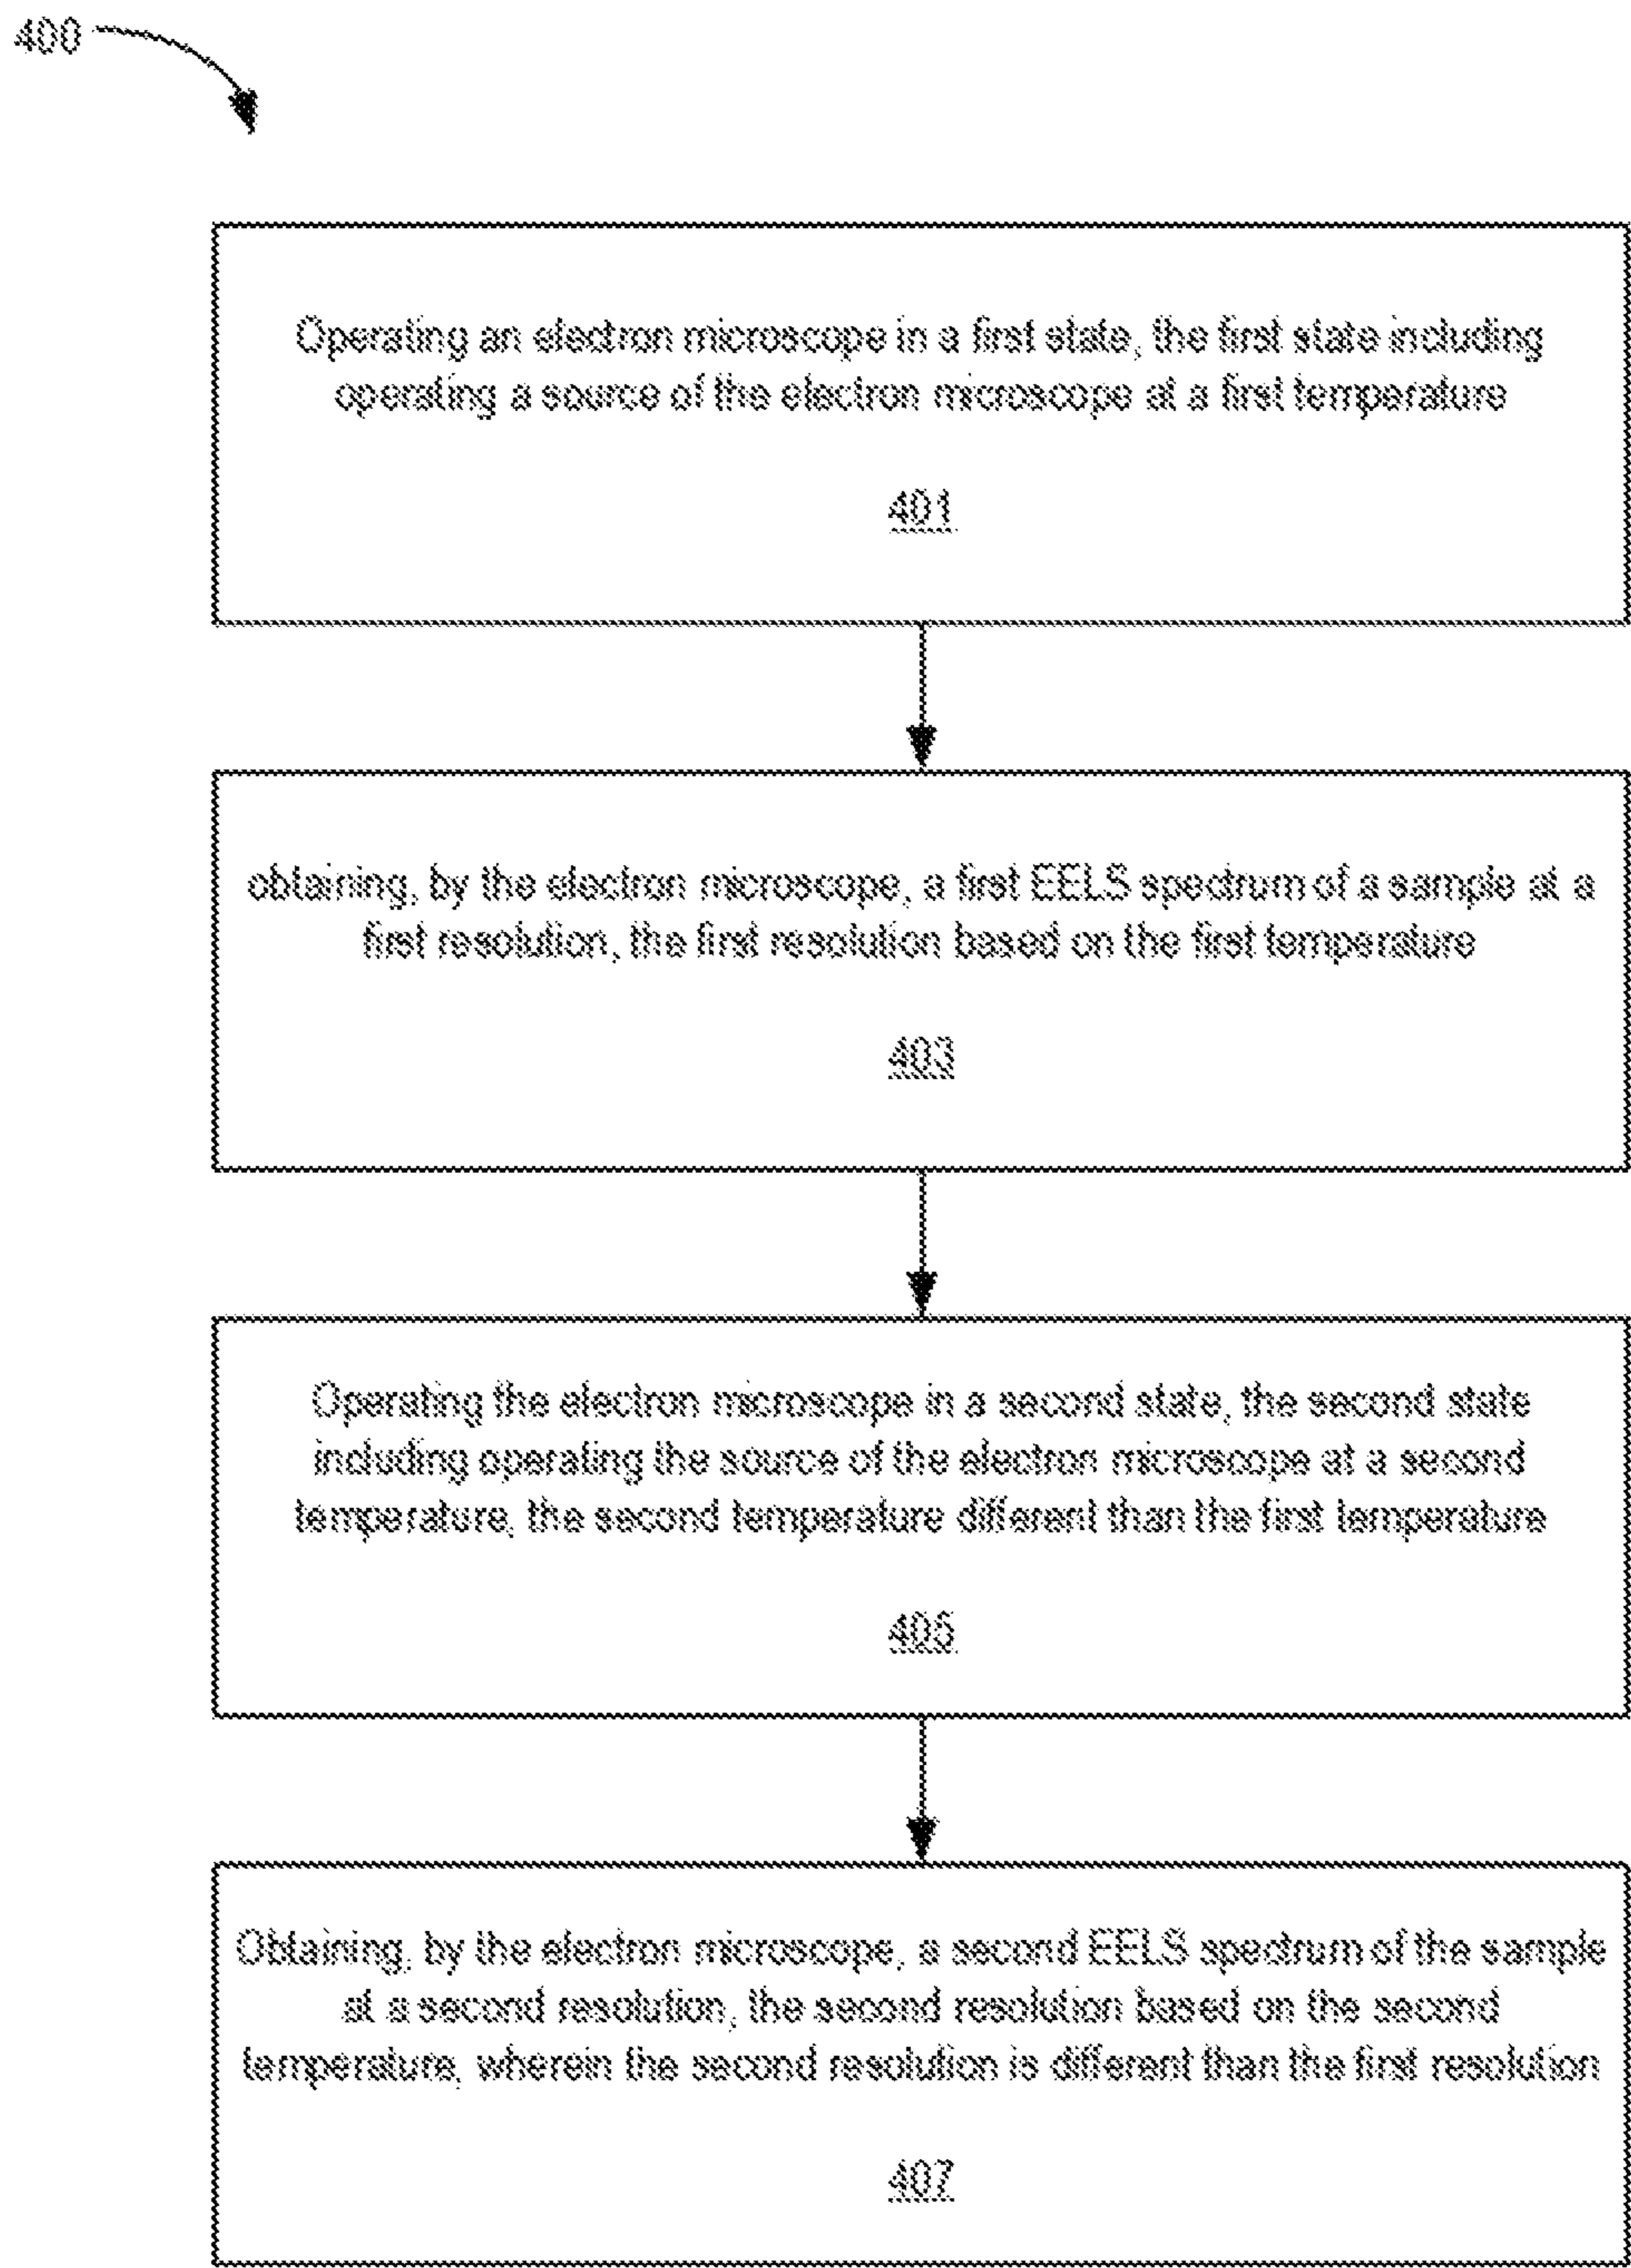 400
Operating an electron microscope in a first state, the first state including
operating a source of the electron microscope at a first temperature
401
obtaining, by the electron microscope, a first EELS spectrum of a sample at a
first resolution, the first resolution based on the first temperature
403
Operating the electron microscope in a second state, the second state
including operating the source of the electron microscope at a second
temperature, the second temperature different than the first temperature
405
Obtaining, by the electron microscope, a second EELS spectrum of the sample
at a second resolution, the second resolution based on the second
temperature, wherein the second resolution is different than the first resolution
407